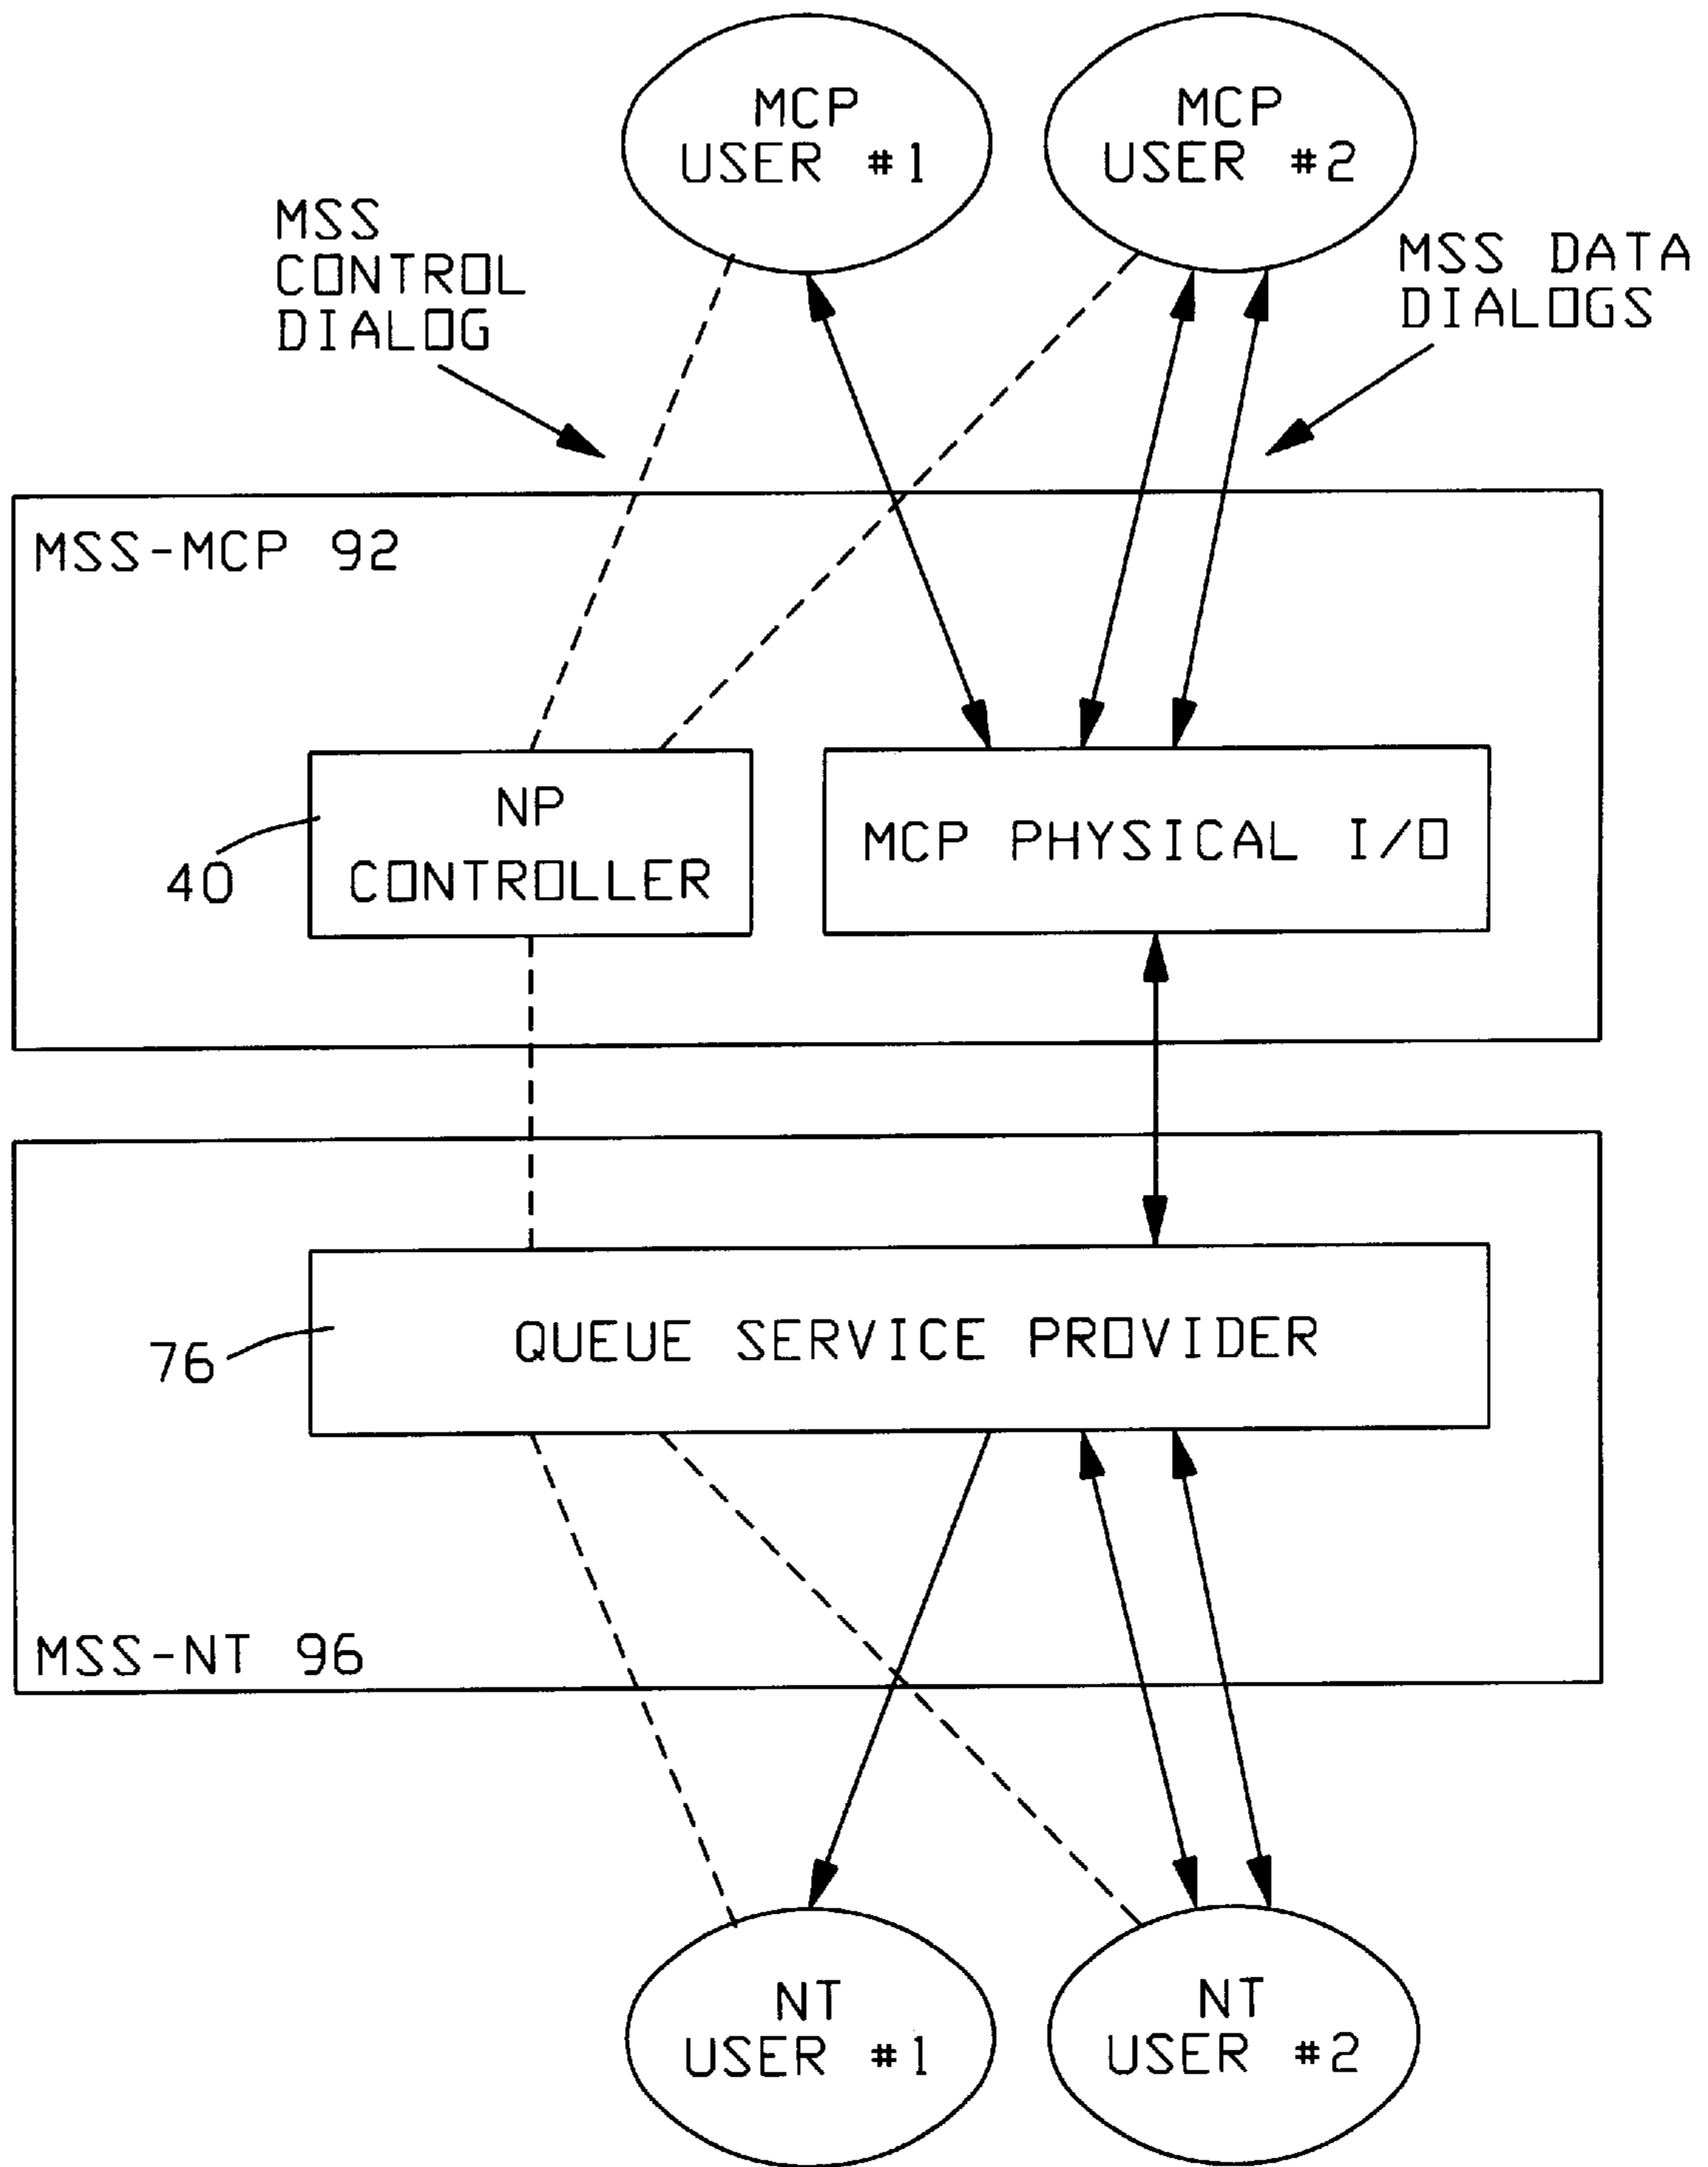 MCP
USER #1
MCP
USER #2
MSS
CONTROL
DIALOG
MSS DATA
DIALOGS
MSS-MCP 92
NP
CONTROLLER
40
MCP PHYSICAL I/O
QUEUE SERVICE PROVIDER
76
MSS-NT 96
NT
USER #1
NT
USER #2